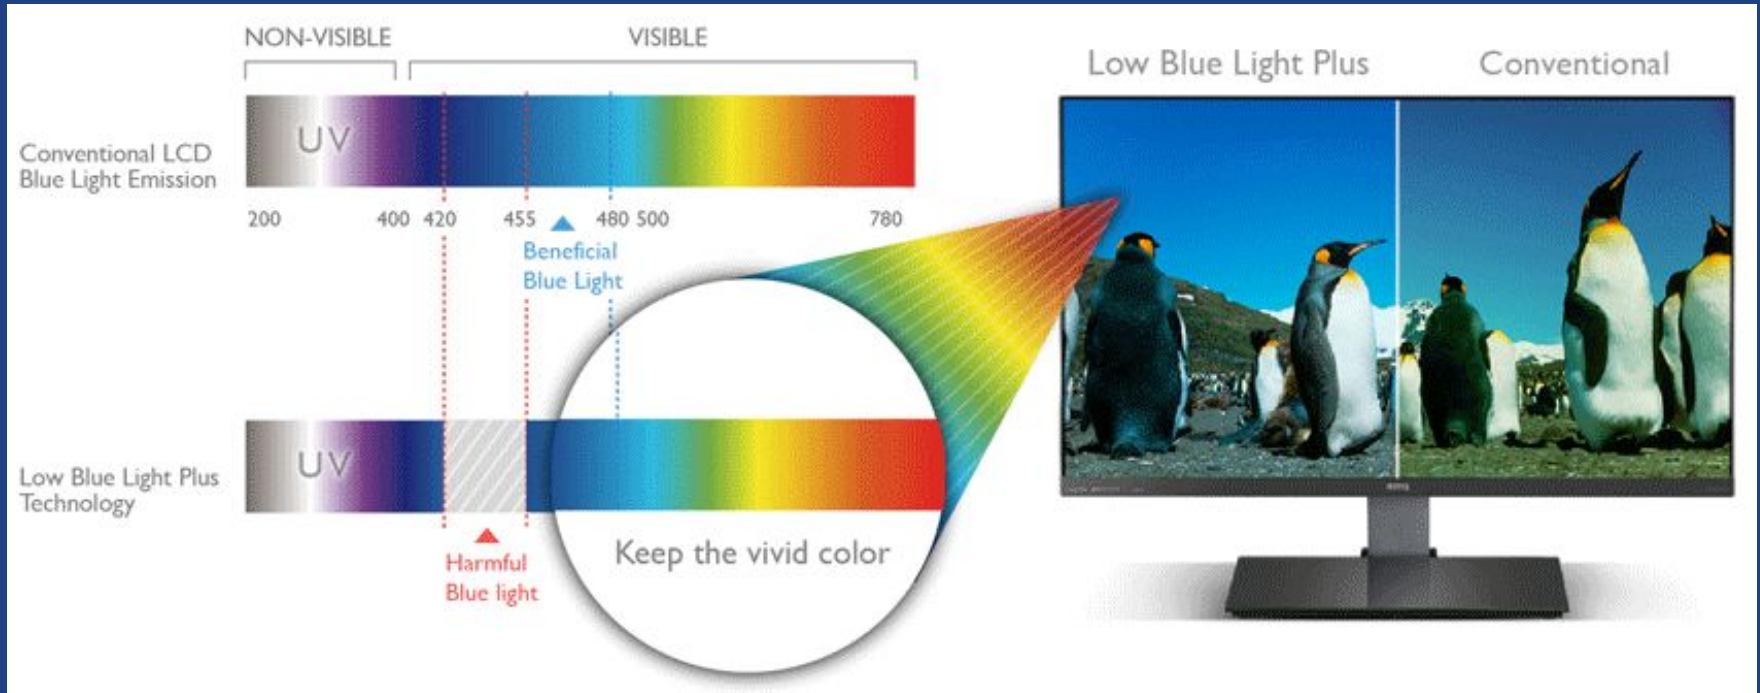 NON-VISIBLE
VISIBLE
Low Blue Light Plus
Conventional
Conventional LCD
Blue Light Emission
UV
200
400
420
455
480
500
780
Beneficial
Blue Light
Low Blue Light Plus
Technology
UV
Harmful
Blue light
Keep the vivid color
BenQ